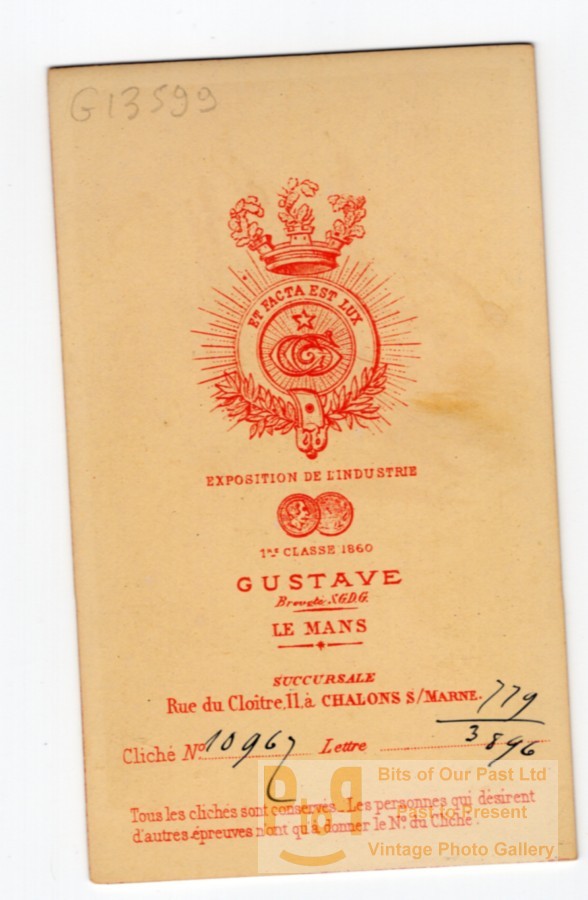 G13599
ET FACTA EST LUX
EXPOSITION DE L'INDUSTRIE
1RE CLASSE 1860
GUSTAVE
Breveté S.G.D.G.
LE MANS
SUCCURSALE
Rue du Cloître, 11, à CHALONS S/MARNE.
779
Cliché No. 10967 Lettre 3896
Tous les clichés sont conservés. Les personnes qui désirent
d'autres épreuves n'ont qu'à donner le No. du Cliché.
PtoP
Bits of Our Past Ltd
Past to Present
Vintage Photo Gallery